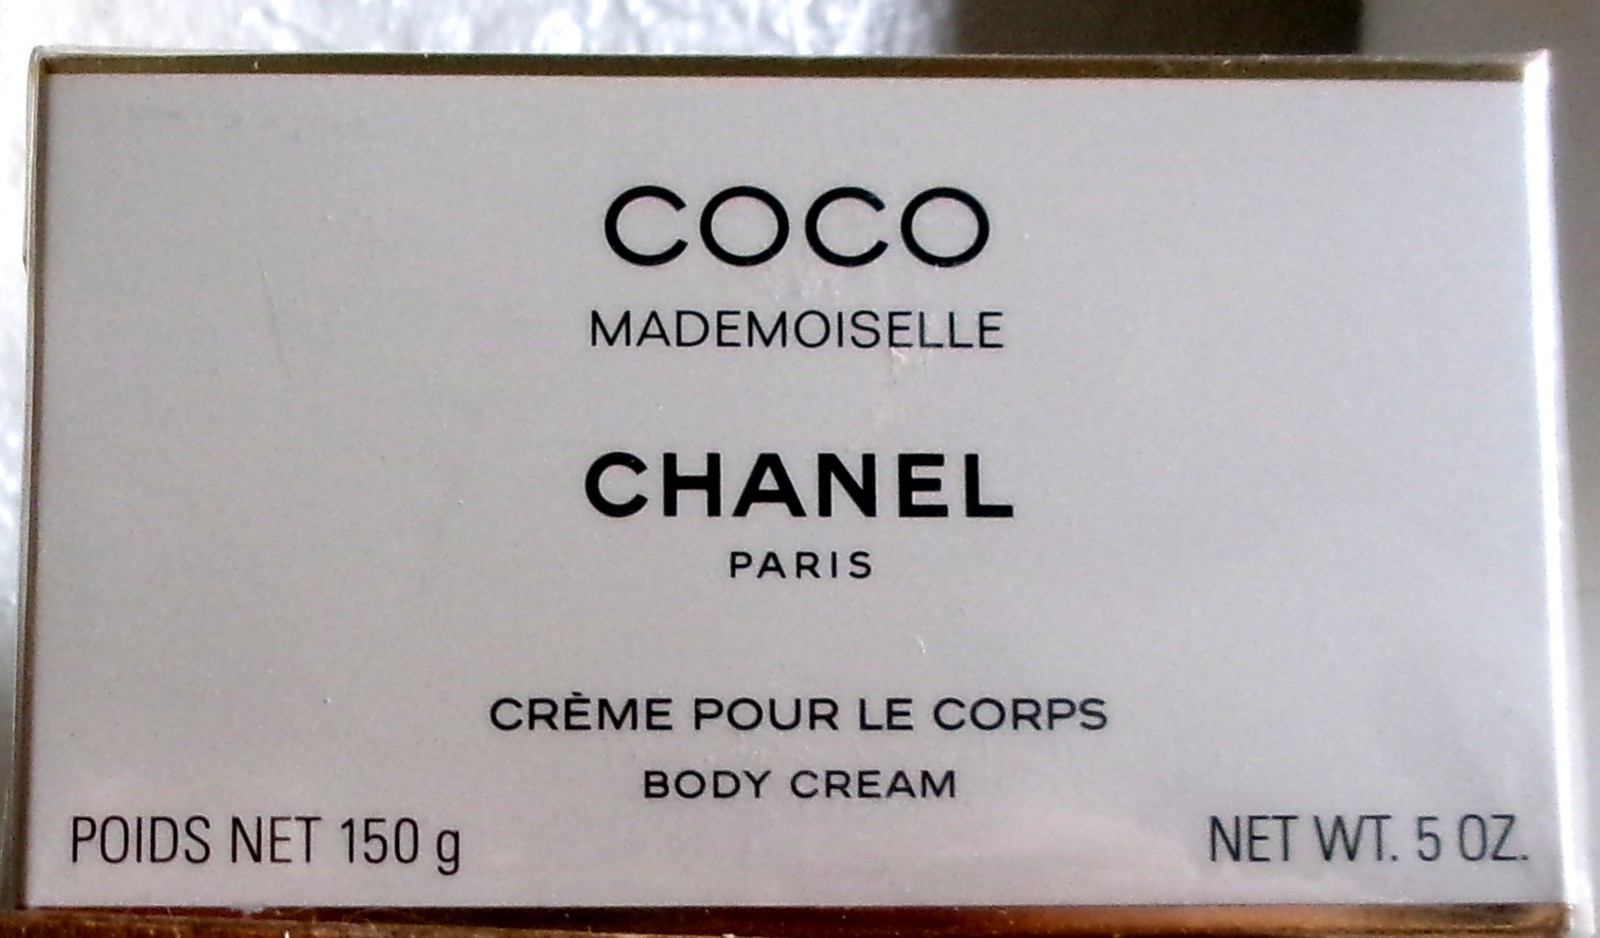 COCO
MADEMOISELLE
CHANEL
PARIS
CRÈME POUR LE CORPS
BODY CREAM
POIDS NET 150 g
NET WT. 5 OZ.